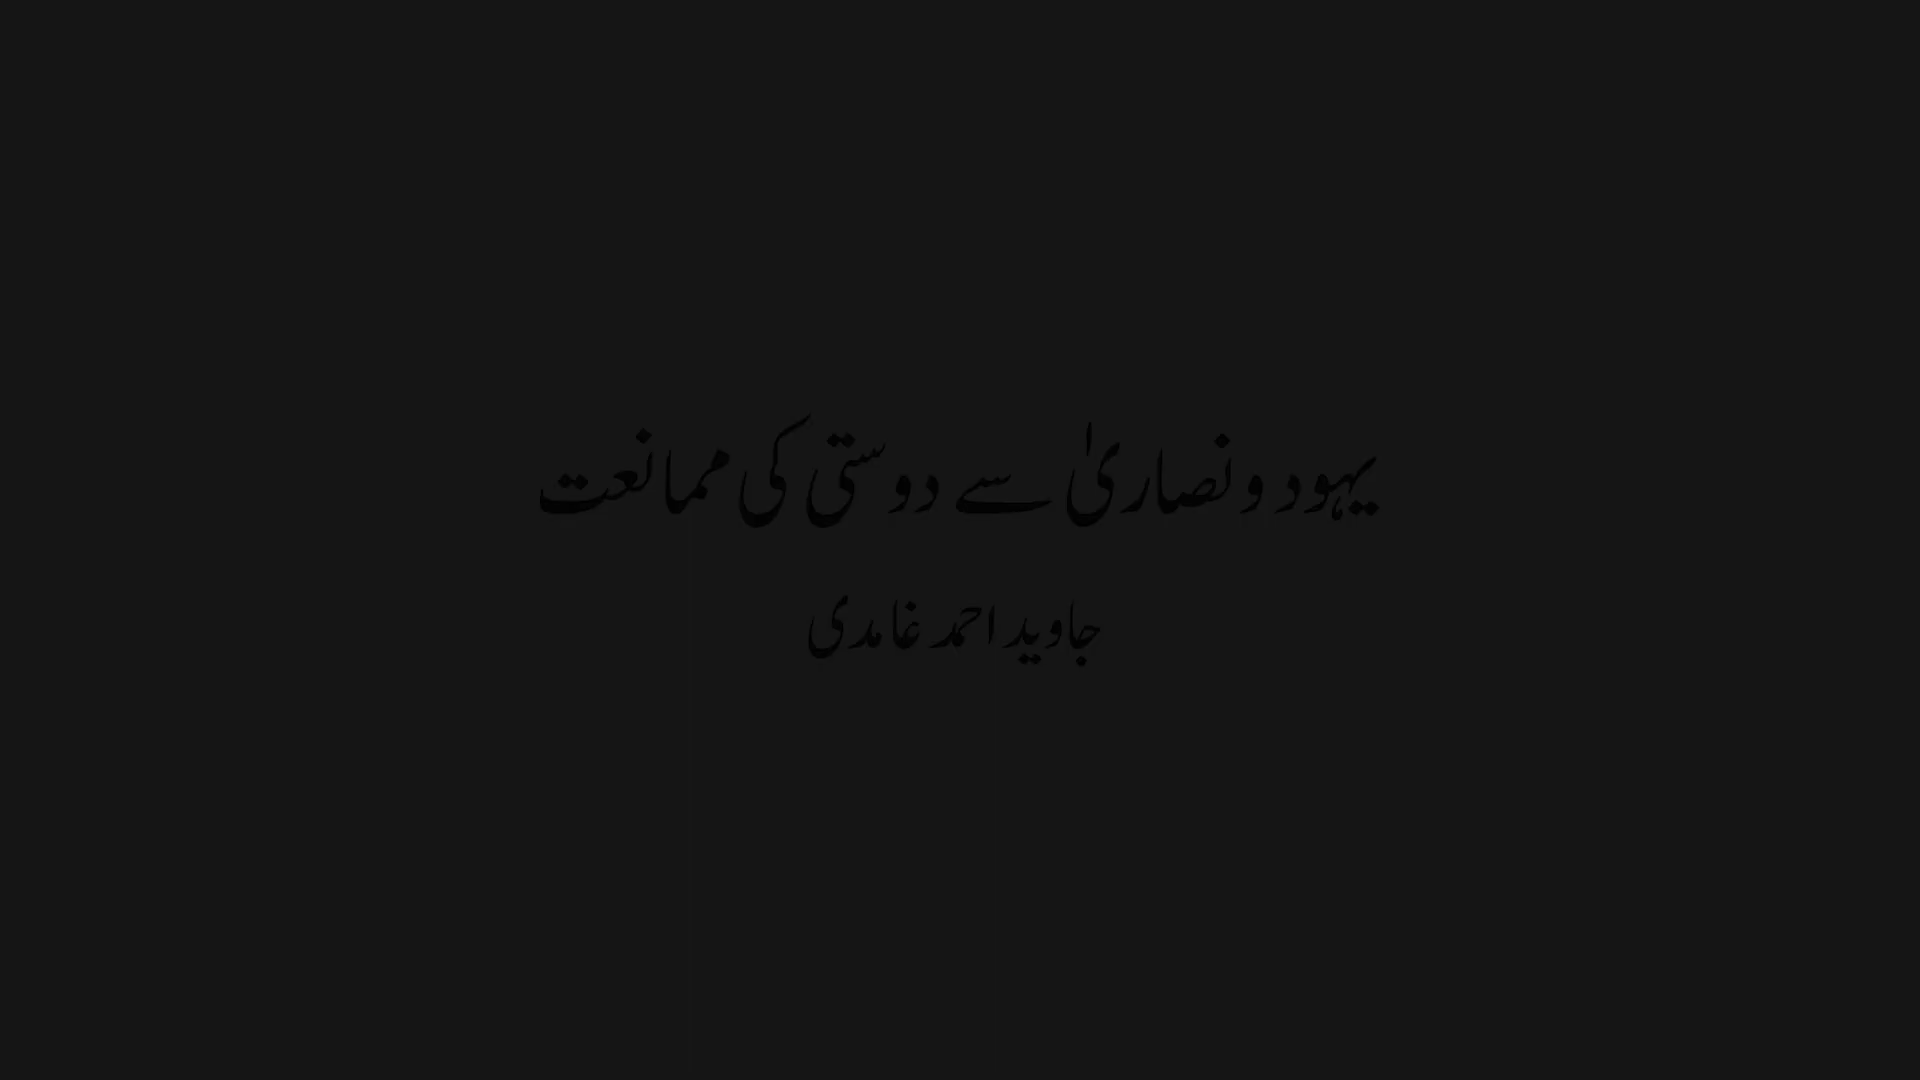 یہود و نصاریٰ سے دوستی کی ممانعت
جاوید احمد غامدی